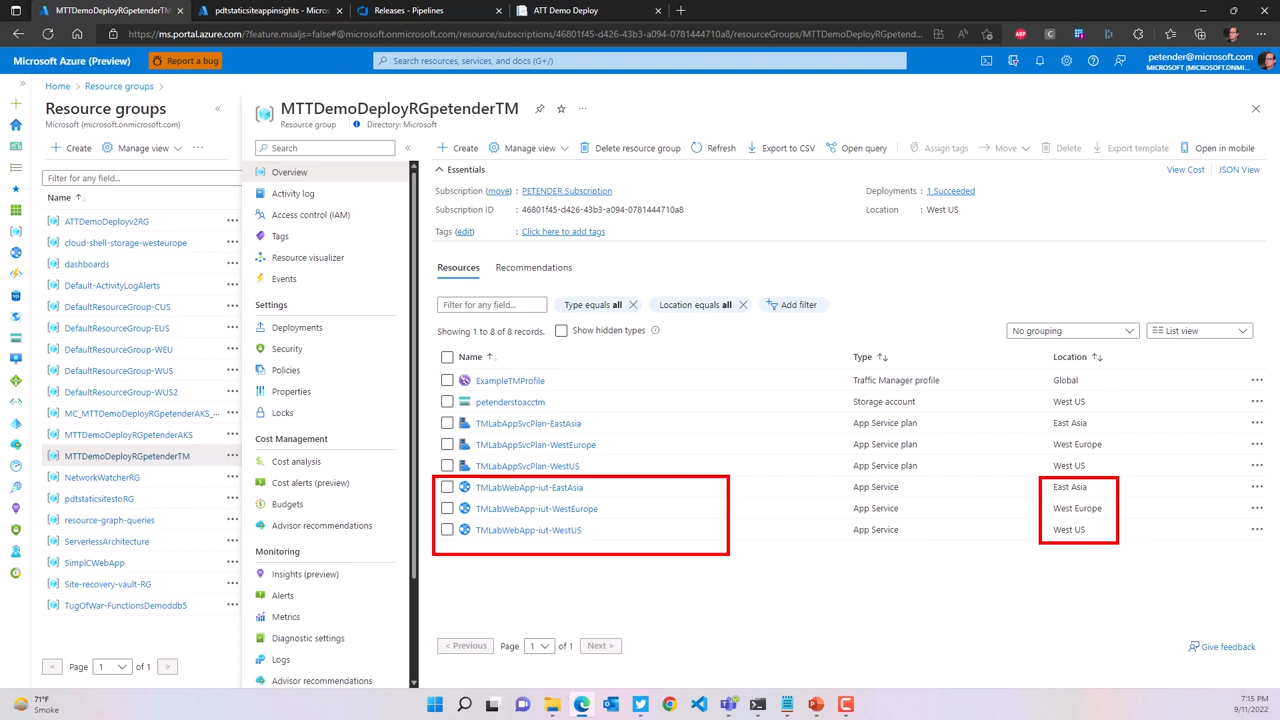 MTTDemoDeployRGpetenderTM
pdtstaticsiteappinsights - Micros
Releases - Pipelines
ATT Demo Deploy
https://ms.portal.azure.com/?feature.msaljs=false#@microsoft.onmicrosoft.com/resource/subscriptions/46801f45-d426-43b3-a094-0781444710a8/resourceGroups/MTTDemoDeployRGpetend...
Microsoft Azure (Preview)
Report a bug
Search resources, services, and docs (G+/)
petender@microsoft.com
MICROSOFT (MICROSOFT.ONMI...
Home > Resource groups >
Resource groups
Microsoft (microsoft.onmicrosoft.com)
Create
Manage view
Filter for any field...
Name
ATTDemoDeployv2RG
cloud-shell-storage-westeurope
dashboards
Default-ActivityLogAlerts
DefaultResourceGroup-CUS
DefaultResourceGroup-EUS
DefaultResourceGroup-WEU
DefaultResourceGroup-WUS
DefaultResourceGroup-WUS2
MC_MTTDemoDeployRGpetenderAKS_...
MTTDemoDeployRGpetenderAKS
MTTDemoDeployRGpetenderTM
NetworkWatcherRG
pdtstaticsitestoRG
resource-graph-queries
ServerlessArchitecture
SimplCWebApp
Site-recovery-vault-RG
TugOfWar-FunctionsDemoddb5
< Page 1 of 1 >
MTTDemoDeployRGpetenderTM
Resource group
Directory: Microsoft
Search
Overview
Activity log
Access control (IAM)
Tags
Resource visualizer
Events
Settings
Deployments
Security
Policies
Properties
Locks
Cost Management
Cost analysis
Cost alerts (preview)
Budgets
Advisor recommendations
Monitoring
Insights (preview)
Alerts
Metrics
Diagnostic settings
Logs
Advisor recommendations
Create
Manage view
Delete resource group
Refresh
Export to CSV
Open query
Assign tags
Move
Delete
Export template
Open in mobile
Essentials
View Cost
JSON View
Subscription (move) : PETENDER Subscription
Deployments : 1 Succeeded
Subscription ID : 46801f45-d426-43b3-a094-0781444710a8
Location : West US
Tags (edit) : Click here to add tags
Resources
Recommendations
Filter for any field...
Type equals all
Location equals all
Add filter
Showing 1 to 8 of 8 records.
Show hidden types
No grouping
List view
Name
Type
Location
ExampleTMProfile Traffic Manager profile Global
petenderstoacctm Storage account West US
TMLabAppSvcPlan-EastAsia App Service plan East Asia
TMLabAppSvcPlan-WestEurope App Service plan West Europe
TMLabAppSvcPlan-WestUS App Service plan West US
TMLabWebApp-iut-EastAsia App Service East Asia
TMLabWebApp-iut-WestEurope App Service West Europe
TMLabWebApp-iut-WestUS App Service West US
< Previous Page 1 of 1 Next >
Give feedback
71°F
Smoke
7:15 PM
9/11/2022